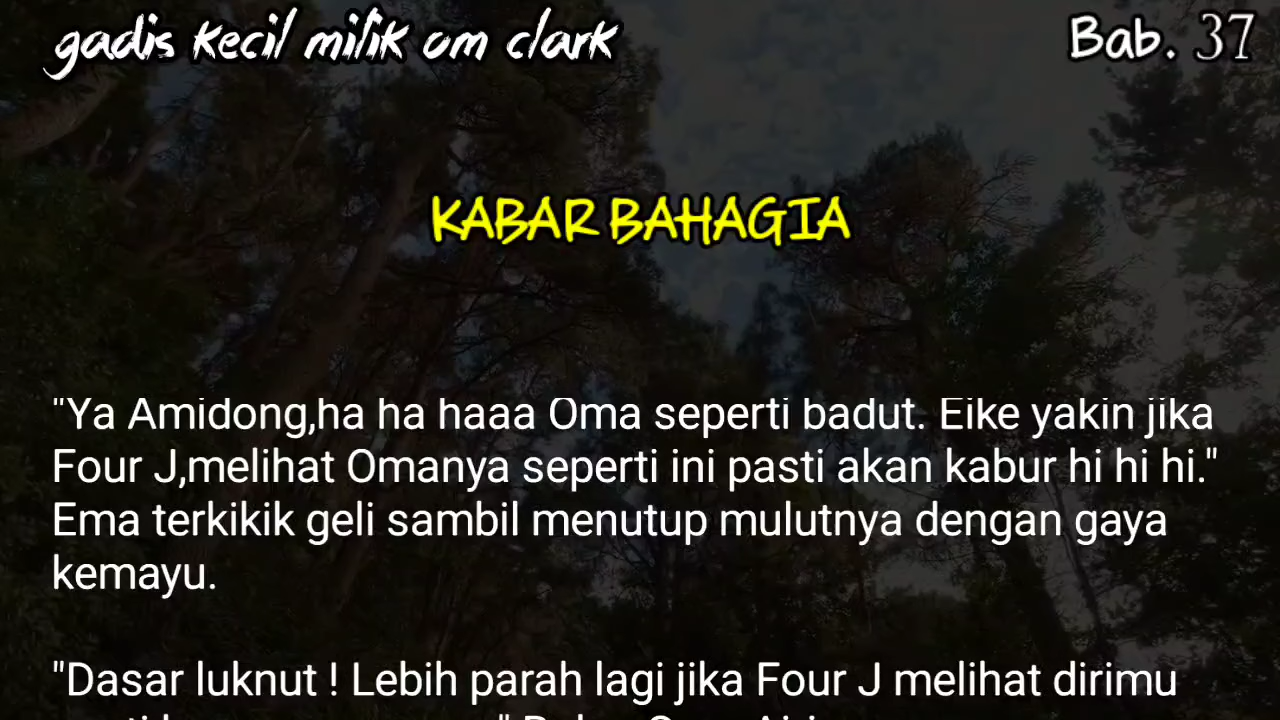 gadis kecil milik om clark
Bab. 37
KABAR BAHAGIA
"Ya Amidong,ha ha haaa Oma seperti badut. Eike yakin jika
Four J,melihat Omanya seperti ini pasti akan kabur hi hi hi."
Ema terkikik geli sambil menutup mulutnya dengan gaya
kemayu.
"Dasar luknut ! Lebih parah lagi jika Four J melihat dirimu